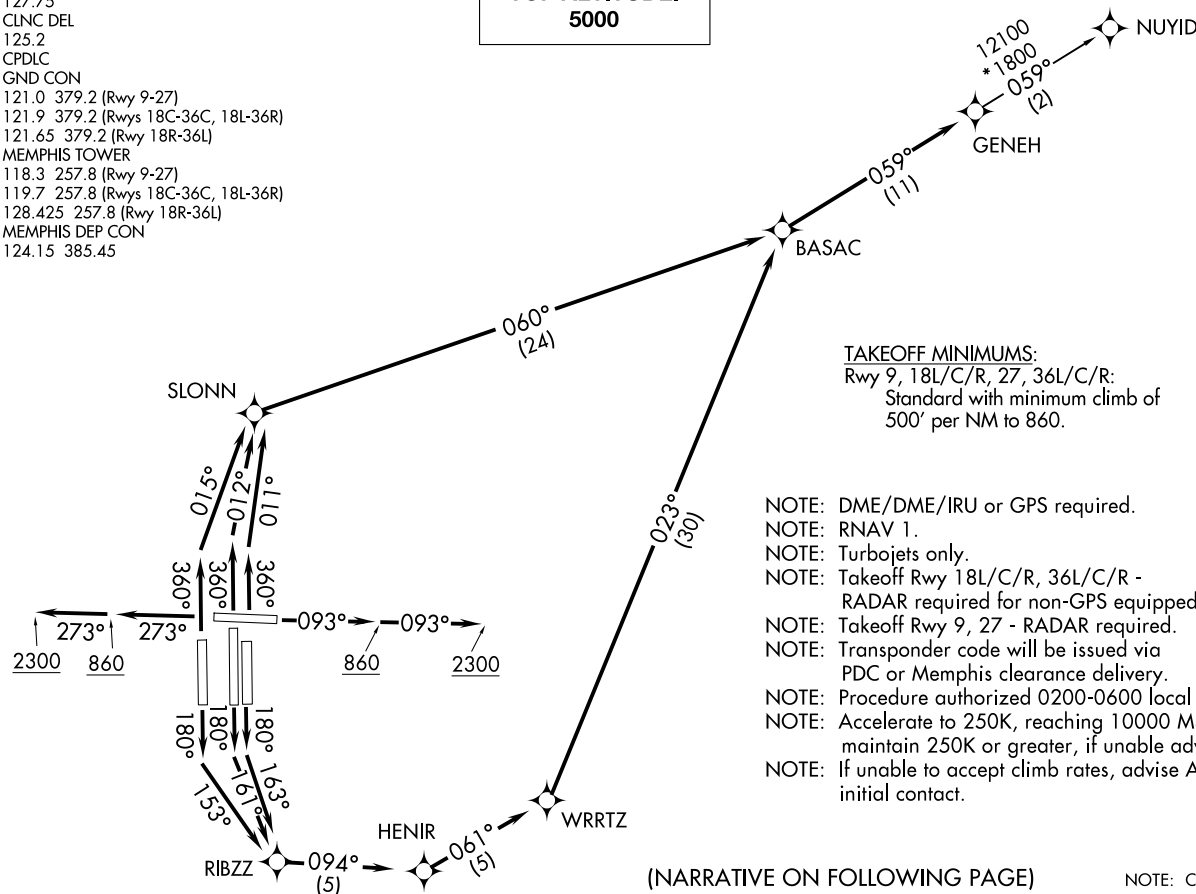 127.75
CLNC DEL
125.2
CPDLC
GND CON
121.0 379.2 (Rwy 9-27)
121.9 379.2 (Rwys 18C-36C, 18L-36R)
121.65 379.2 (Rwy 18R-36L)
MEMPHIS TOWER
118.3 257.8 (Rwy 9-27)
119.7 257.8 (Rwys 18C-36C, 18L-36R)
128.425 257.8 (Rwy 18R-36L)
MEMPHIS DEP CON
124.15 385.45
5000
NUYID
12100
*1800
059°
(2)
GENEH
059°
(11)
BASAC
060°
(24)
SLONN
TAKEOFF MINIMUMS:
Rwy 9, 18L/C/R, 27, 36L/C/R:
Standard with minimum climb of
500' per NM to 860.
015°
012°
011°
023°
(30)
360°
360°
360°
273°
273°
093°
093°
2300
860
860
2300
180°
180°
180°
153°
161°
163°
NOTE: DME/DME/IRU or GPS required.
NOTE: RNAV 1.
NOTE: Turbojets only.
NOTE: Takeoff Rwy 18L/C/R, 36L/C/R -
RADAR required for non-GPS equipped
NOTE: Takeoff Rwy 9, 27 - RADAR required.
NOTE: Transponder code will be issued via
PDC or Memphis clearance delivery.
NOTE: Procedure authorized 0200-0600 local
NOTE: Accelerate to 250K, reaching 10000 M
maintain 250K or greater, if unable adv
NOTE: If unable to accept climb rates, advise A
initial contact.
RIBZZ
094°
(5)
HENIR
061°
(5)
WRRTZ
(NARRATIVE ON FOLLOWING PAGE)
NOTE: C